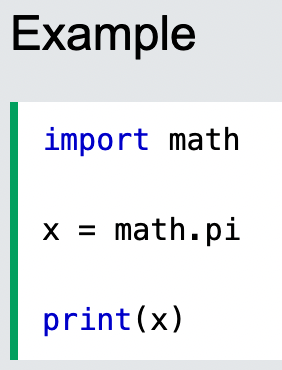 Example
import math
x = math.pi
print(x)